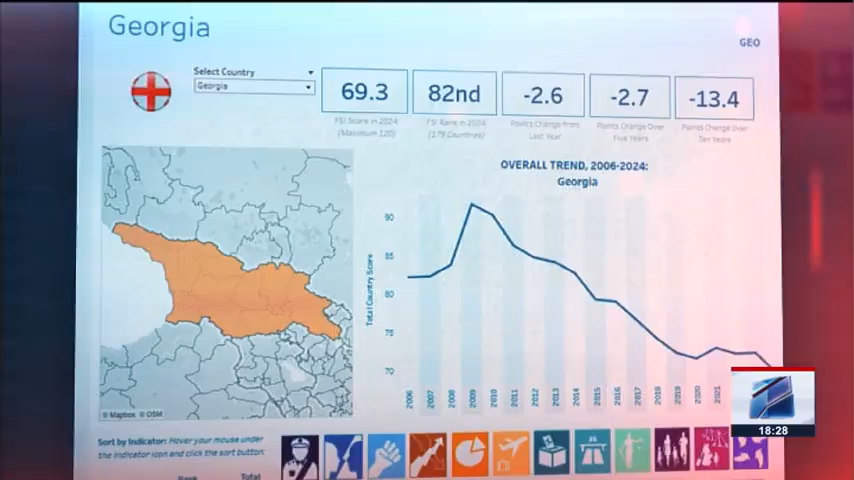 Georgia
GEO
Select Country
Georgia
69.3
82nd
-2.6
-2.7
-13.4
FSI Score in 2024
(Maximum 120)
FSI Rank in 2024
(179 Countries)
Points Change from
Last Year
Points Change Over
Five Years
Points Change Over
Ten Years
OVERALL TREND, 2006-2024:
Georgia
Total Country Score
90
85
80
75
70
2006
2007
2008
2009
2010
2011
2012
2013
2014
2015
2016
2017
2018
2019
2020
2021
© Mapbox © OSM
Sort by Indicator: Hover your mouse under
the indicator icon and click the sort button:
Rank
Total
18:28